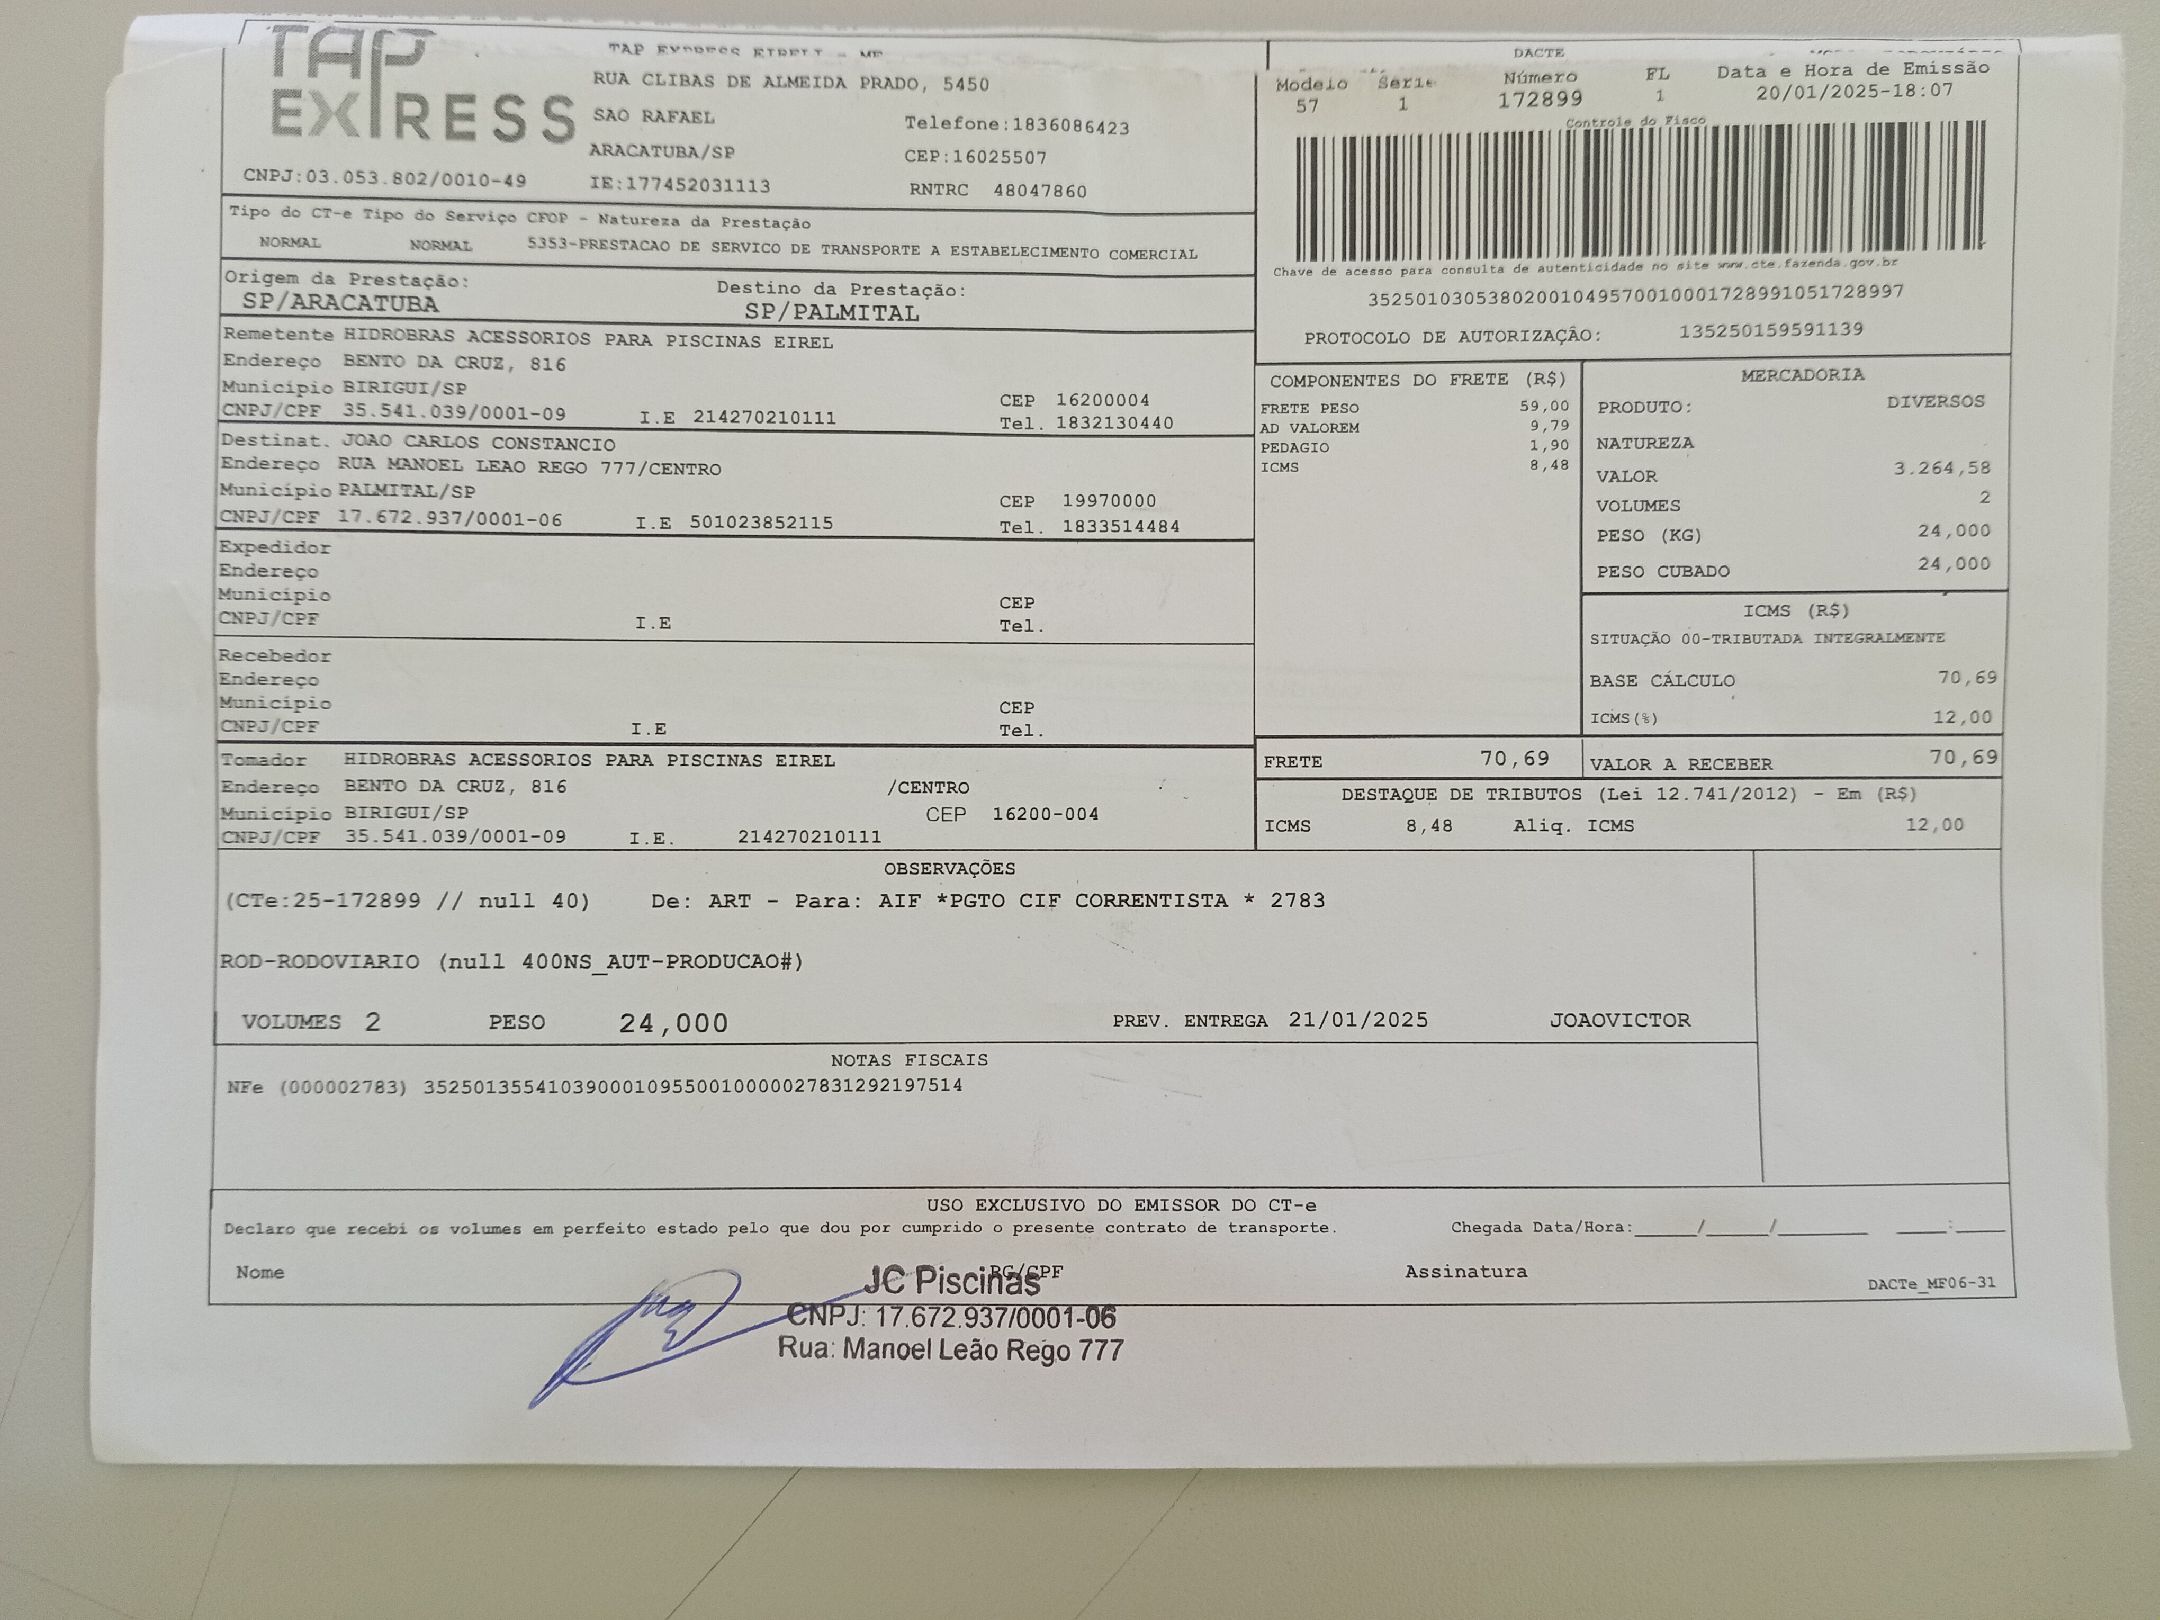 TAP
EXPRESS
TAP EXPRESS EIRELI - ME
RUA CLIBAS DE ALMEIDA PRADO, 5450
SAO RAFAEL
Telefone:1836086423
ARACATUBA/SP
CEP:16025507
CNPJ:03.053.802/0010-49
IE:177452031113
RNTRC 48047860
DACTE
Modelo Serie Número FL Data e Hora de Emissão
57 1 172899 1 20/01/2025-18:07
Controle do Fisco
Chave de acesso para consulta de autenticidade no site www.cte.fazenda.gov.br
35250103053802001049570010001728991051728997
PROTOCOLO DE AUTORIZAÇÃO: 135250159591139
Tipo do CT-e Tipo do Serviço CFOP - Natureza da Prestação
NORMAL NORMAL 5353-PRESTACAO DE SERVICO DE TRANSPORTE A ESTABELECIMENTO COMERCIAL
Origem da Prestação: Destino da Prestação:
SP/ARACATUBA SP/PALMITAL
Remetente HIDROBRAS ACESSORIOS PARA PISCINAS EIREL
Endereço BENTO DA CRUZ, 816
Município BIRIGUI/SP CEP 16200004
CNPJ/CPF 35.541.039/0001-09 I.E 214270210111 Tel. 1832130440
Destinat. JOAO CARLOS CONSTANCIO
Endereço RUA MANOEL LEAO REGO 777/CENTRO
Município PALMITAL/SP CEP 19970000
CNPJ/CPF 17.672.937/0001-06 I.E 501023852115 Tel. 1833514484
Expedidor
Endereço
Município CEP
CNPJ/CPF I.E Tel.
Recebedor
Endereço
Município CEP
CNPJ/CPF I.E Tel.
Tomador HIDROBRAS ACESSORIOS PARA PISCINAS EIREL
Endereço BENTO DA CRUZ, 816 /CENTRO
Município BIRIGUI/SP CEP 16200-004
CNPJ/CPF 35.541.039/0001-09 I.E. 214270210111
COMPONENTES DO FRETE (R$)
FRETE PESO 59,00
AD VALOREM 9,79
PEDAGIO 1,90
ICMS 8,48
MERCADORIA
PRODUTO: DIVERSOS
NATUREZA
VALOR 3.264,58
VOLUMES 2
PESO (KG) 24,000
PESO CUBADO 24,000
ICMS (R$)
SITUAÇÃO 00-TRIBUTADA INTEGRALMENTE
BASE CÁLCULO 70,69
ICMS(%) 12,00
FRETE 70,69 VALOR A RECEBER 70,69
DESTAQUE DE TRIBUTOS (Lei 12.741/2012) - Em (R$)
ICMS 8,48 Aliq. ICMS 12,00
OBSERVAÇÕES
(CTe:25-172899 // null 40) De: ART - Para: AIF *PGTO CIF CORRENTISTA * 2783
ROD-RODOVIARIO (null 400NS_AUT-PRODUCAO#)
VOLUMES 2 PESO 24,000 PREV. ENTREGA 21/01/2025 JOAOVICTOR
NOTAS FISCAIS
NFe (000002783) 35250135541039000109550010000027831292197514
USO EXCLUSIVO DO EMISSOR DO CT-e
Declaro que recebi os volumes em perfeito estado pelo que dou por cumprido o presente contrato de transporte. Chegada Data/Hora:____/____/______ ___:___
Nome RG/CPF Assinatura
DACTe_MF06-31
JC Piscinas
CNPJ: 17.672.937/0001-06
Rua: Manoel Leão Rego 777